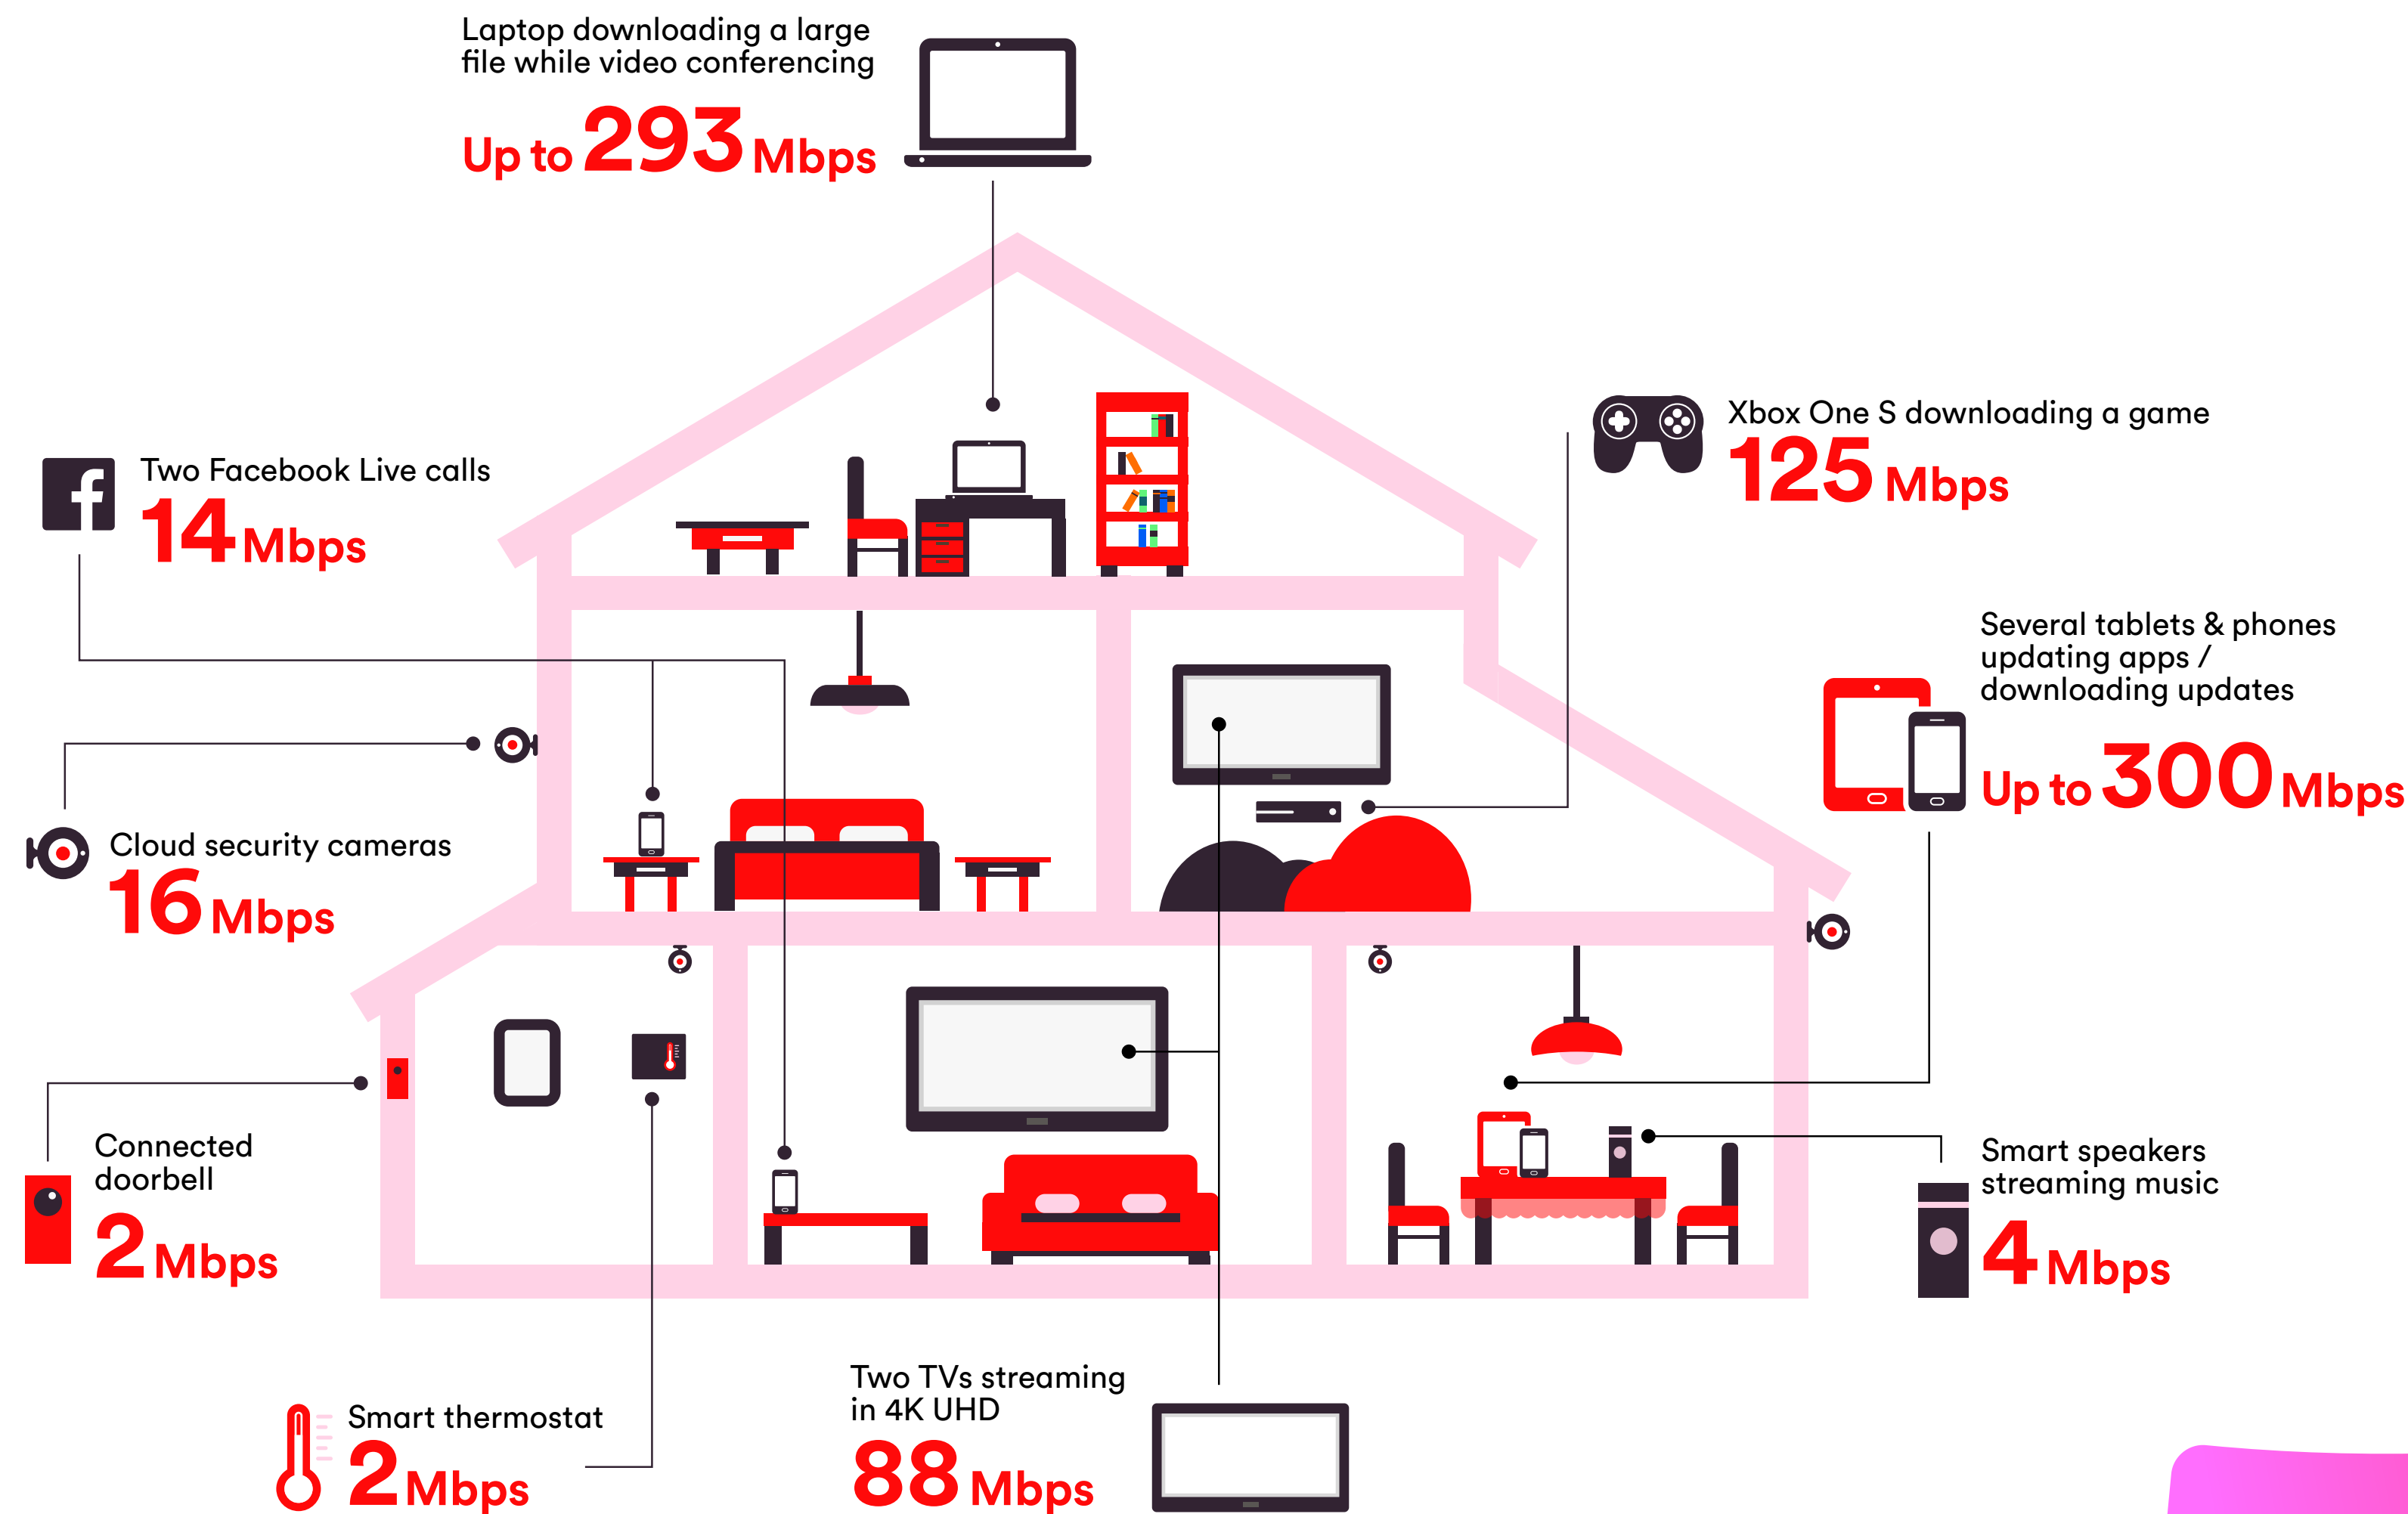 Laptop downloading a large
file while video conferencing
Up to 293 Mbps
Two Facebook Live calls
14 Mbps
Xbox One S downloading a game
125 Mbps
Several tablets & phones
updating apps /
downloading updates
Up to 300 Mbps
Cloud security cameras
16 Mbps
Connected
doorbell
2 Mbps
Smart speakers
streaming music
4 Mbps
Smart thermostat
2 Mbps
Two TVs streaming
in 4K UHD
88 Mbps